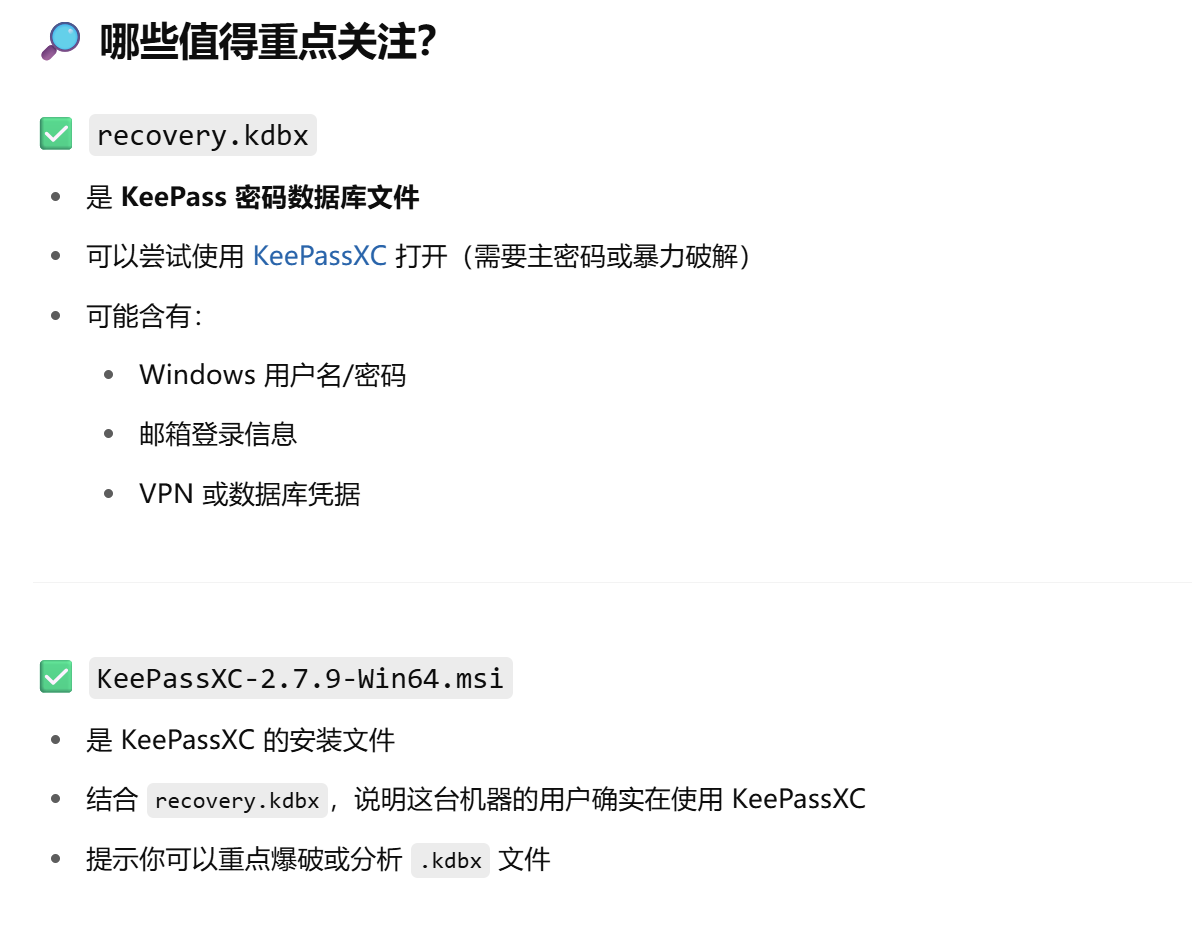 哪些值得重点关注？
recovery.kdbx
是 KeePass 密码数据库文件
可以尝试使用 KeePassXC 打开（需要主密码或暴力破解）
可能含有：
Windows 用户名/密码
邮箱登录信息
VPN 或数据库凭据
KeePassXC-2.7.9-Win64.msi
是 KeePassXC 的安装文件
结合 recovery.kdbx，说明这台机器的用户确实在使用 KeePassXC
提示你可以重点爆破或分析 .kdbx 文件